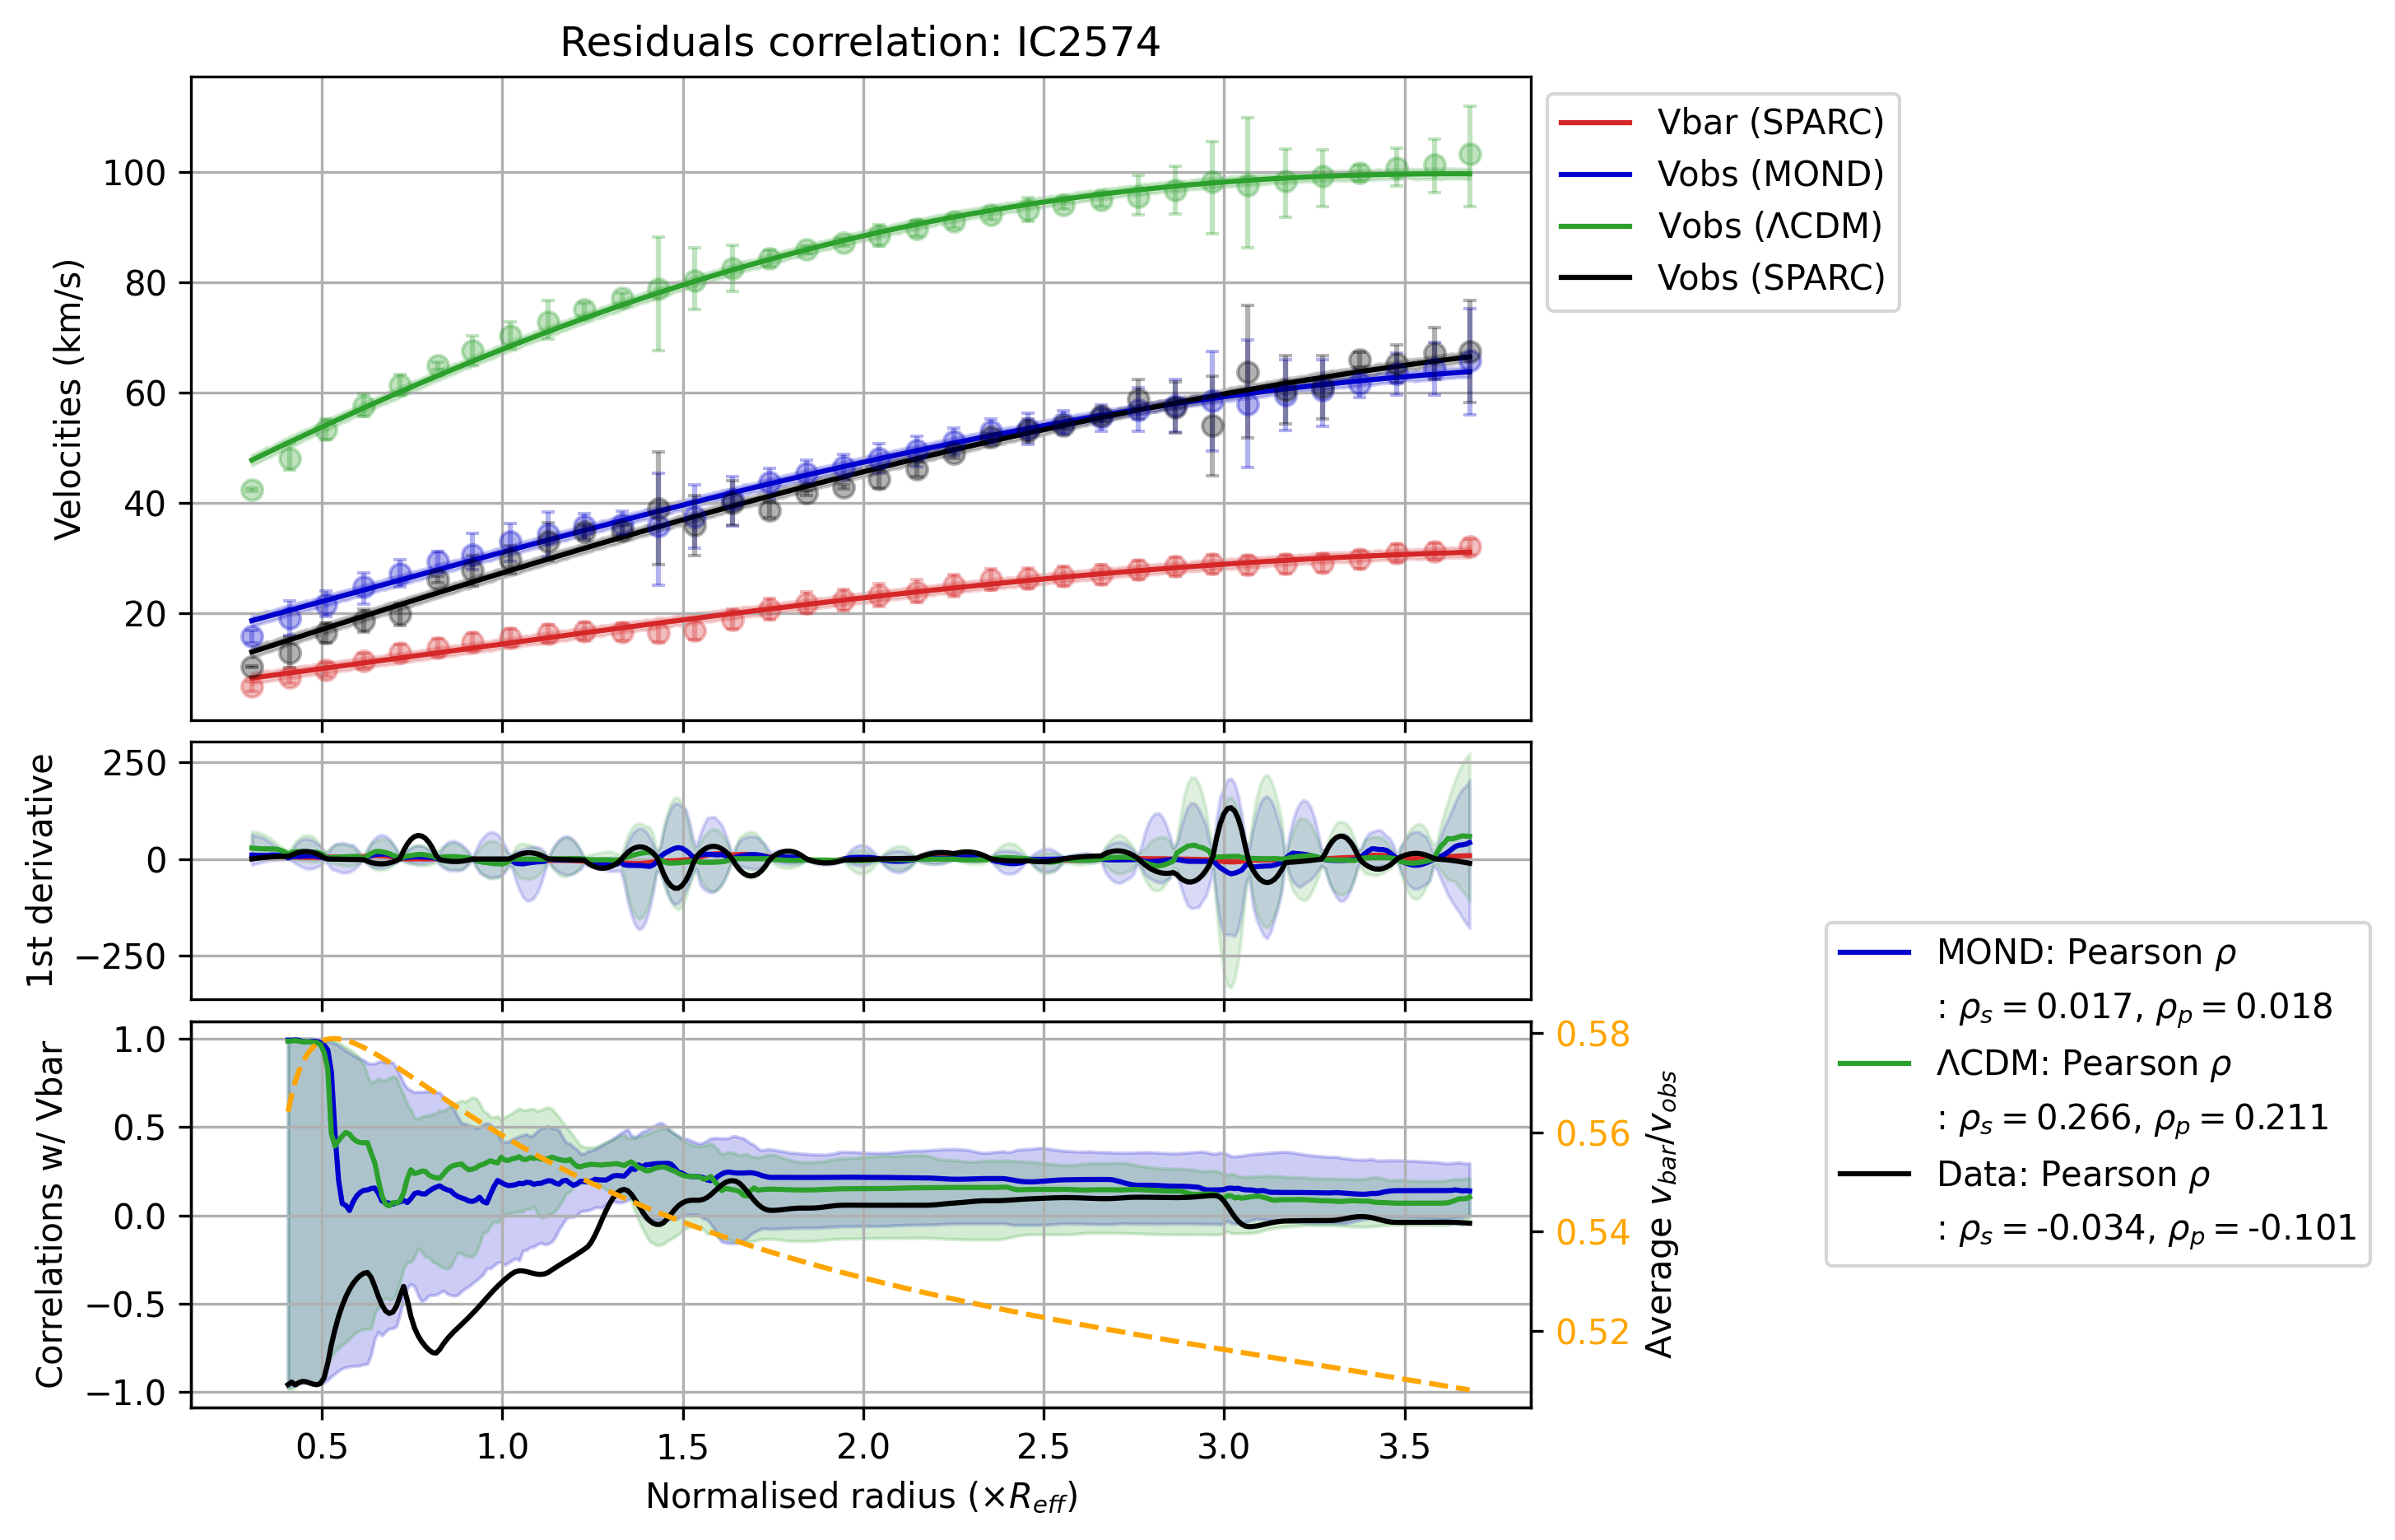 Residuals correlation: IC2574
Velocities (km/s)
100
80
60
40
20
Vbar (SPARC)
Vobs (MOND)
Vobs (ΛCDM)
Vobs (SPARC)
1st derivative
250
0
−250
Correlations w/ Vbar
1.0
0.5
0.0
−0.5
−1.0
0.58
0.56
0.54
0.52
Average v_bar/v_obs
MOND: Pearson ρ
: ρ_s = 0.017, ρ_p = 0.018
ΛCDM: Pearson ρ
: ρ_s = 0.266, ρ_p = 0.211
Data: Pearson ρ
: ρ_s = -0.034, ρ_p = -0.101
0.5 1.0 1.5 2.0 2.5 3.0 3.5
Normalised radius (×R_eff)